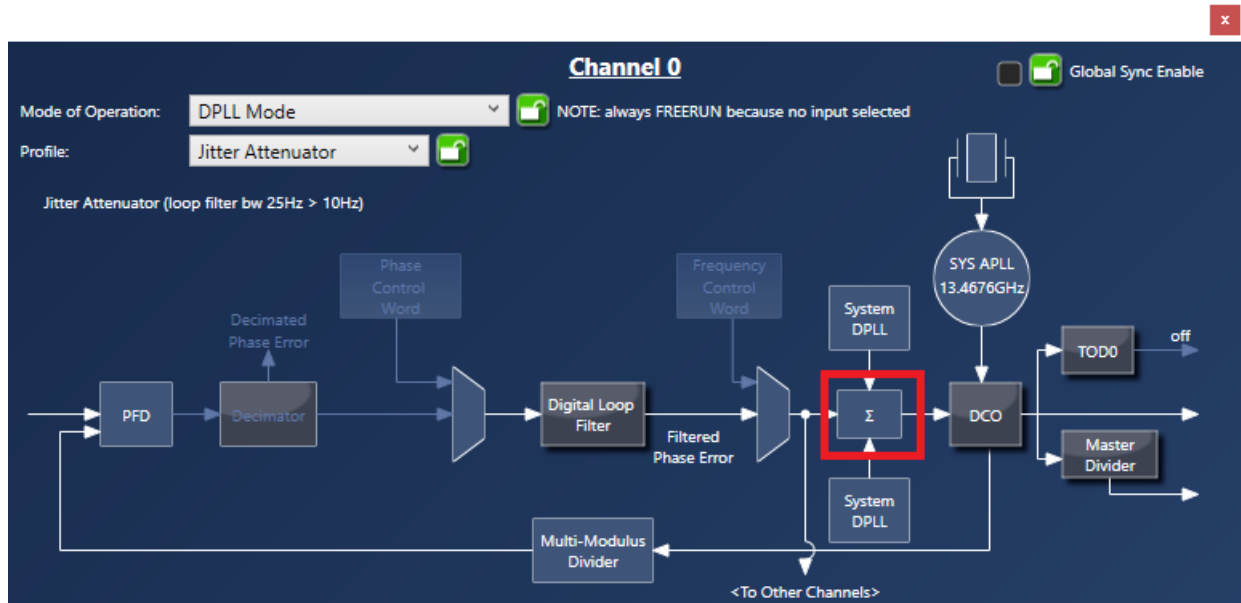 x
Channel 0
Global Sync Enable
Mode of Operation:
DPLL Mode
NOTE: always FREERUN because no input selected
Profile:
Jitter Attenuator
Jitter Attenuator (loop filter bw 25Hz > 10Hz)
Phase
Control
Word
Frequency
Control
Word
SYS APLL
13.4676GHz
System
DPLL
Decimated
Phase Error
TOD0
off
PFD
Decimator
Digital Loop
Filter
Filtered
Phase Error
Σ
DCO
Master
Divider
System
DPLL
Multi-Modulus
Divider
<To Other Channels>